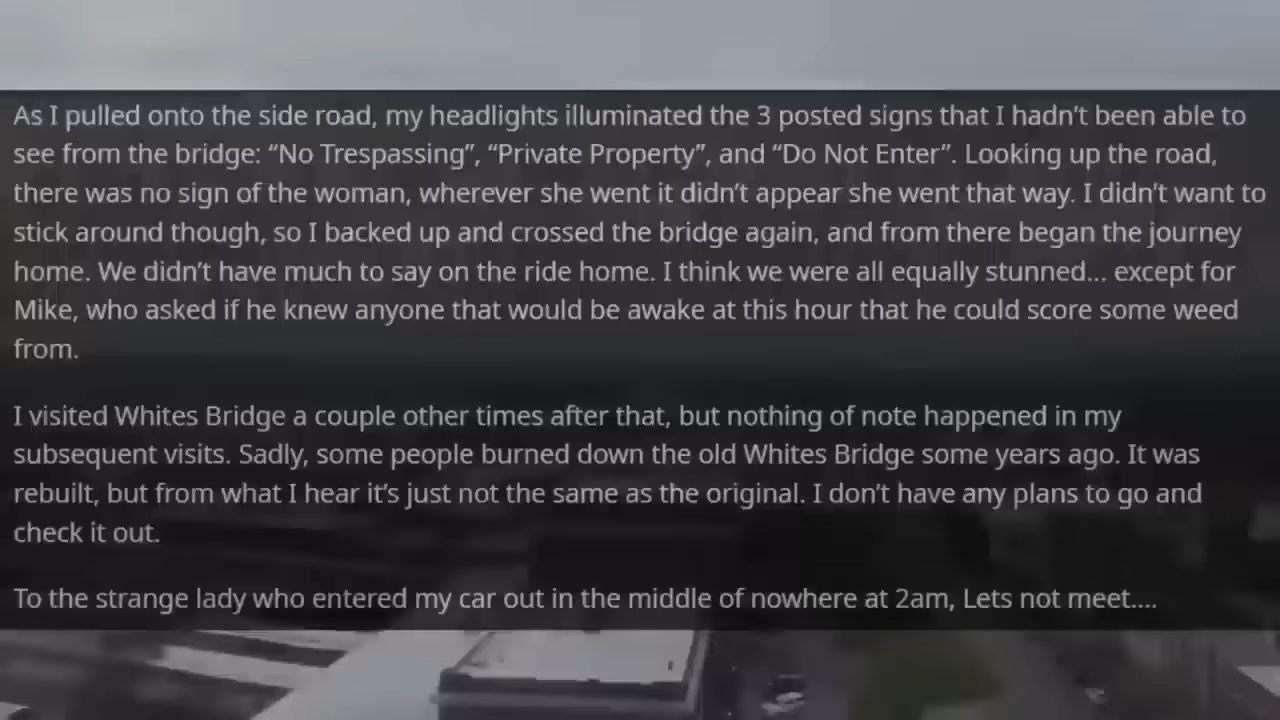 As I pulled onto the side road, my headlights illuminated the 3 posted signs that I hadn’t been able to
see from the bridge: “No Trespassing”, “Private Property”, and “Do Not Enter”. Looking up the road,
there was no sign of the woman, wherever she went it didn’t appear she went that way. I didn’t want to
stick around though, so I backed up and crossed the bridge again, and from there began the journey
home. We didn’t have much to say on the ride home. I think we were all equally stunned... except for
Mike, who asked if he knew anyone that would be awake at this hour that he could score some weed
from.
I visited Whites Bridge a couple other times after that, but nothing of note happened in my
subsequent visits. Sadly, some people burned down the old Whites Bridge some years ago. It was
rebuilt, but from what I hear it’s just not the same as the original. I don’t have any plans to go and
check it out.
To the strange lady who entered my car out in the middle of nowhere at 2am, Lets not meet....